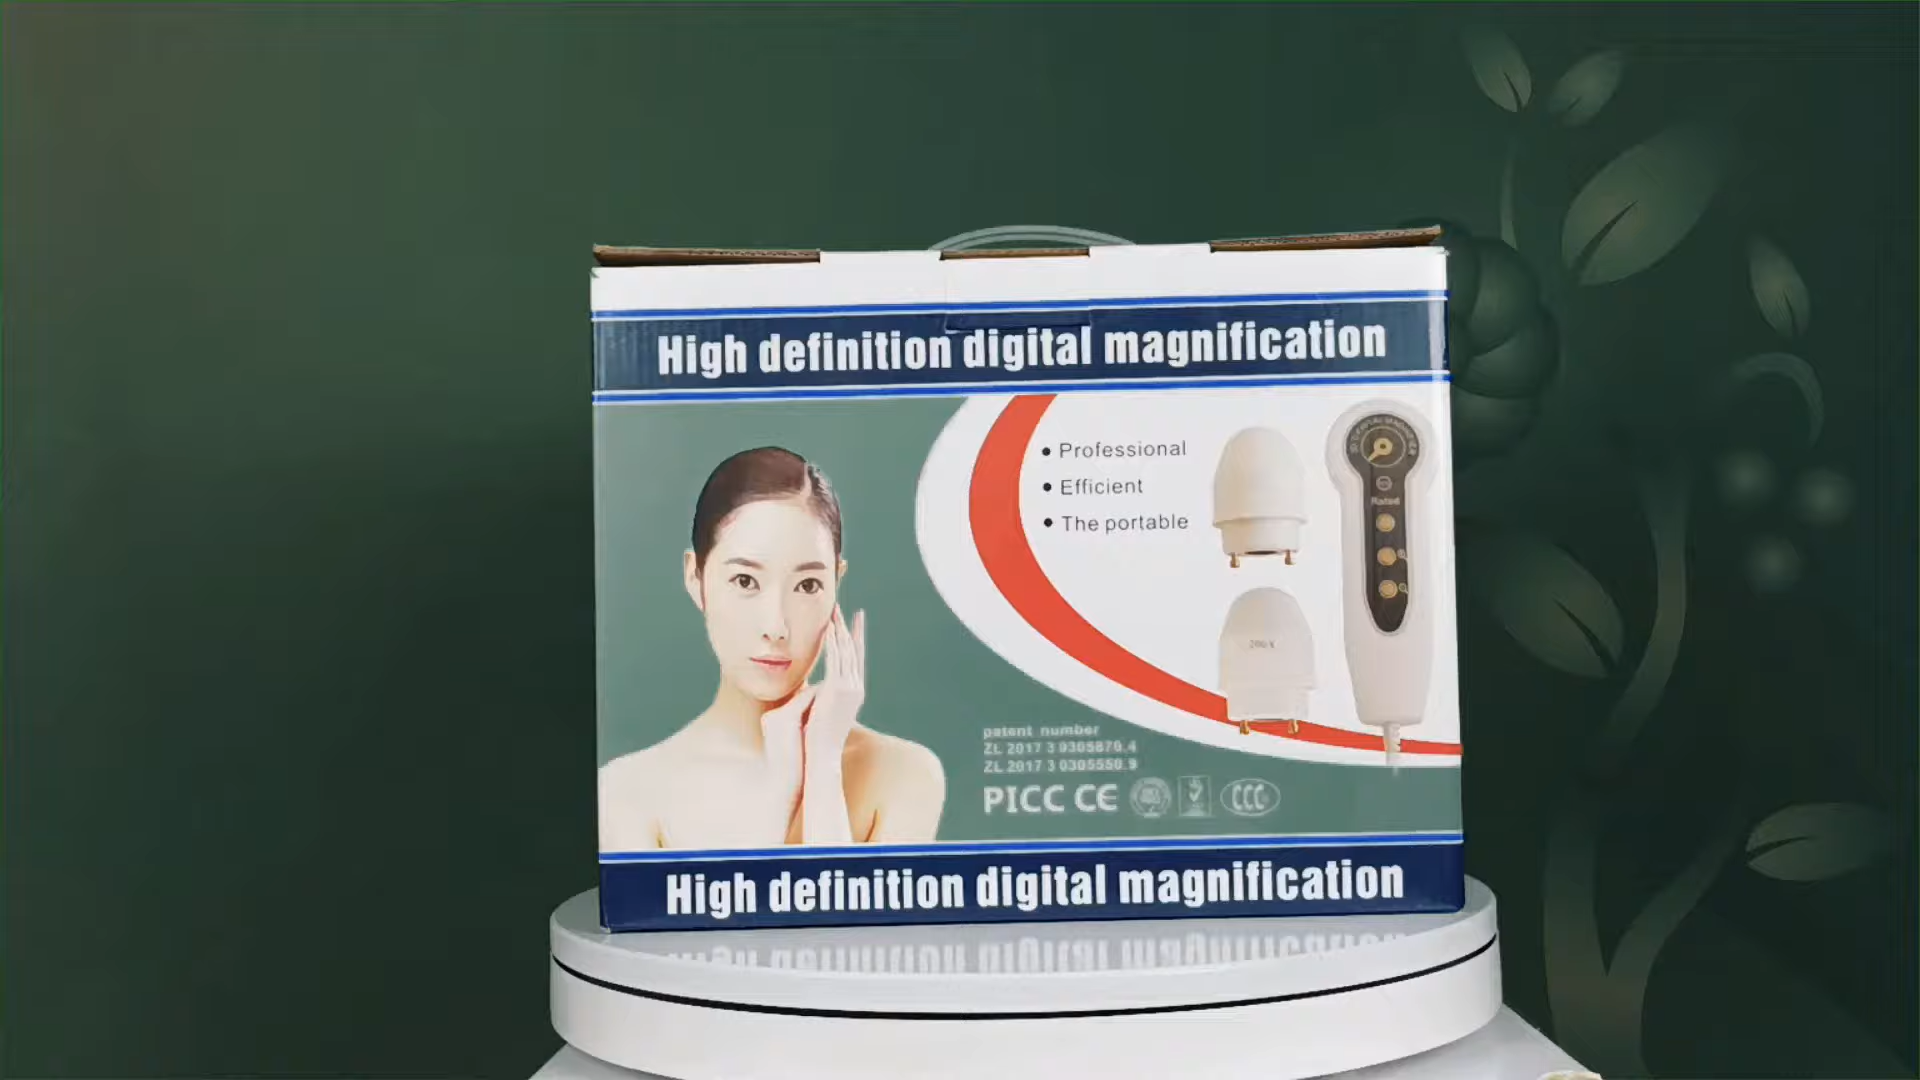 High definition digital magnification
• Professional
• Efficient
• The portable
200 X
patent number
ZL 2017 3 0305870.4
ZL 2017 3 0305550.9
PICC CE
CCC
High definition digital magnification